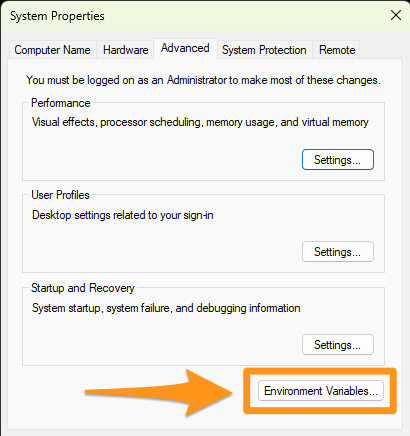 System Properties
Computer Name Hardware Advanced System Protection Remote
You must be logged on as an Administrator to make most of these changes.
Performance
Visual effects, processor scheduling, memory usage, and virtual memory
Settings...
User Profiles
Desktop settings related to your sign-in
Settings...
Startup and Recovery
System startup, system failure, and debugging information
Settings...
Environment Variables...